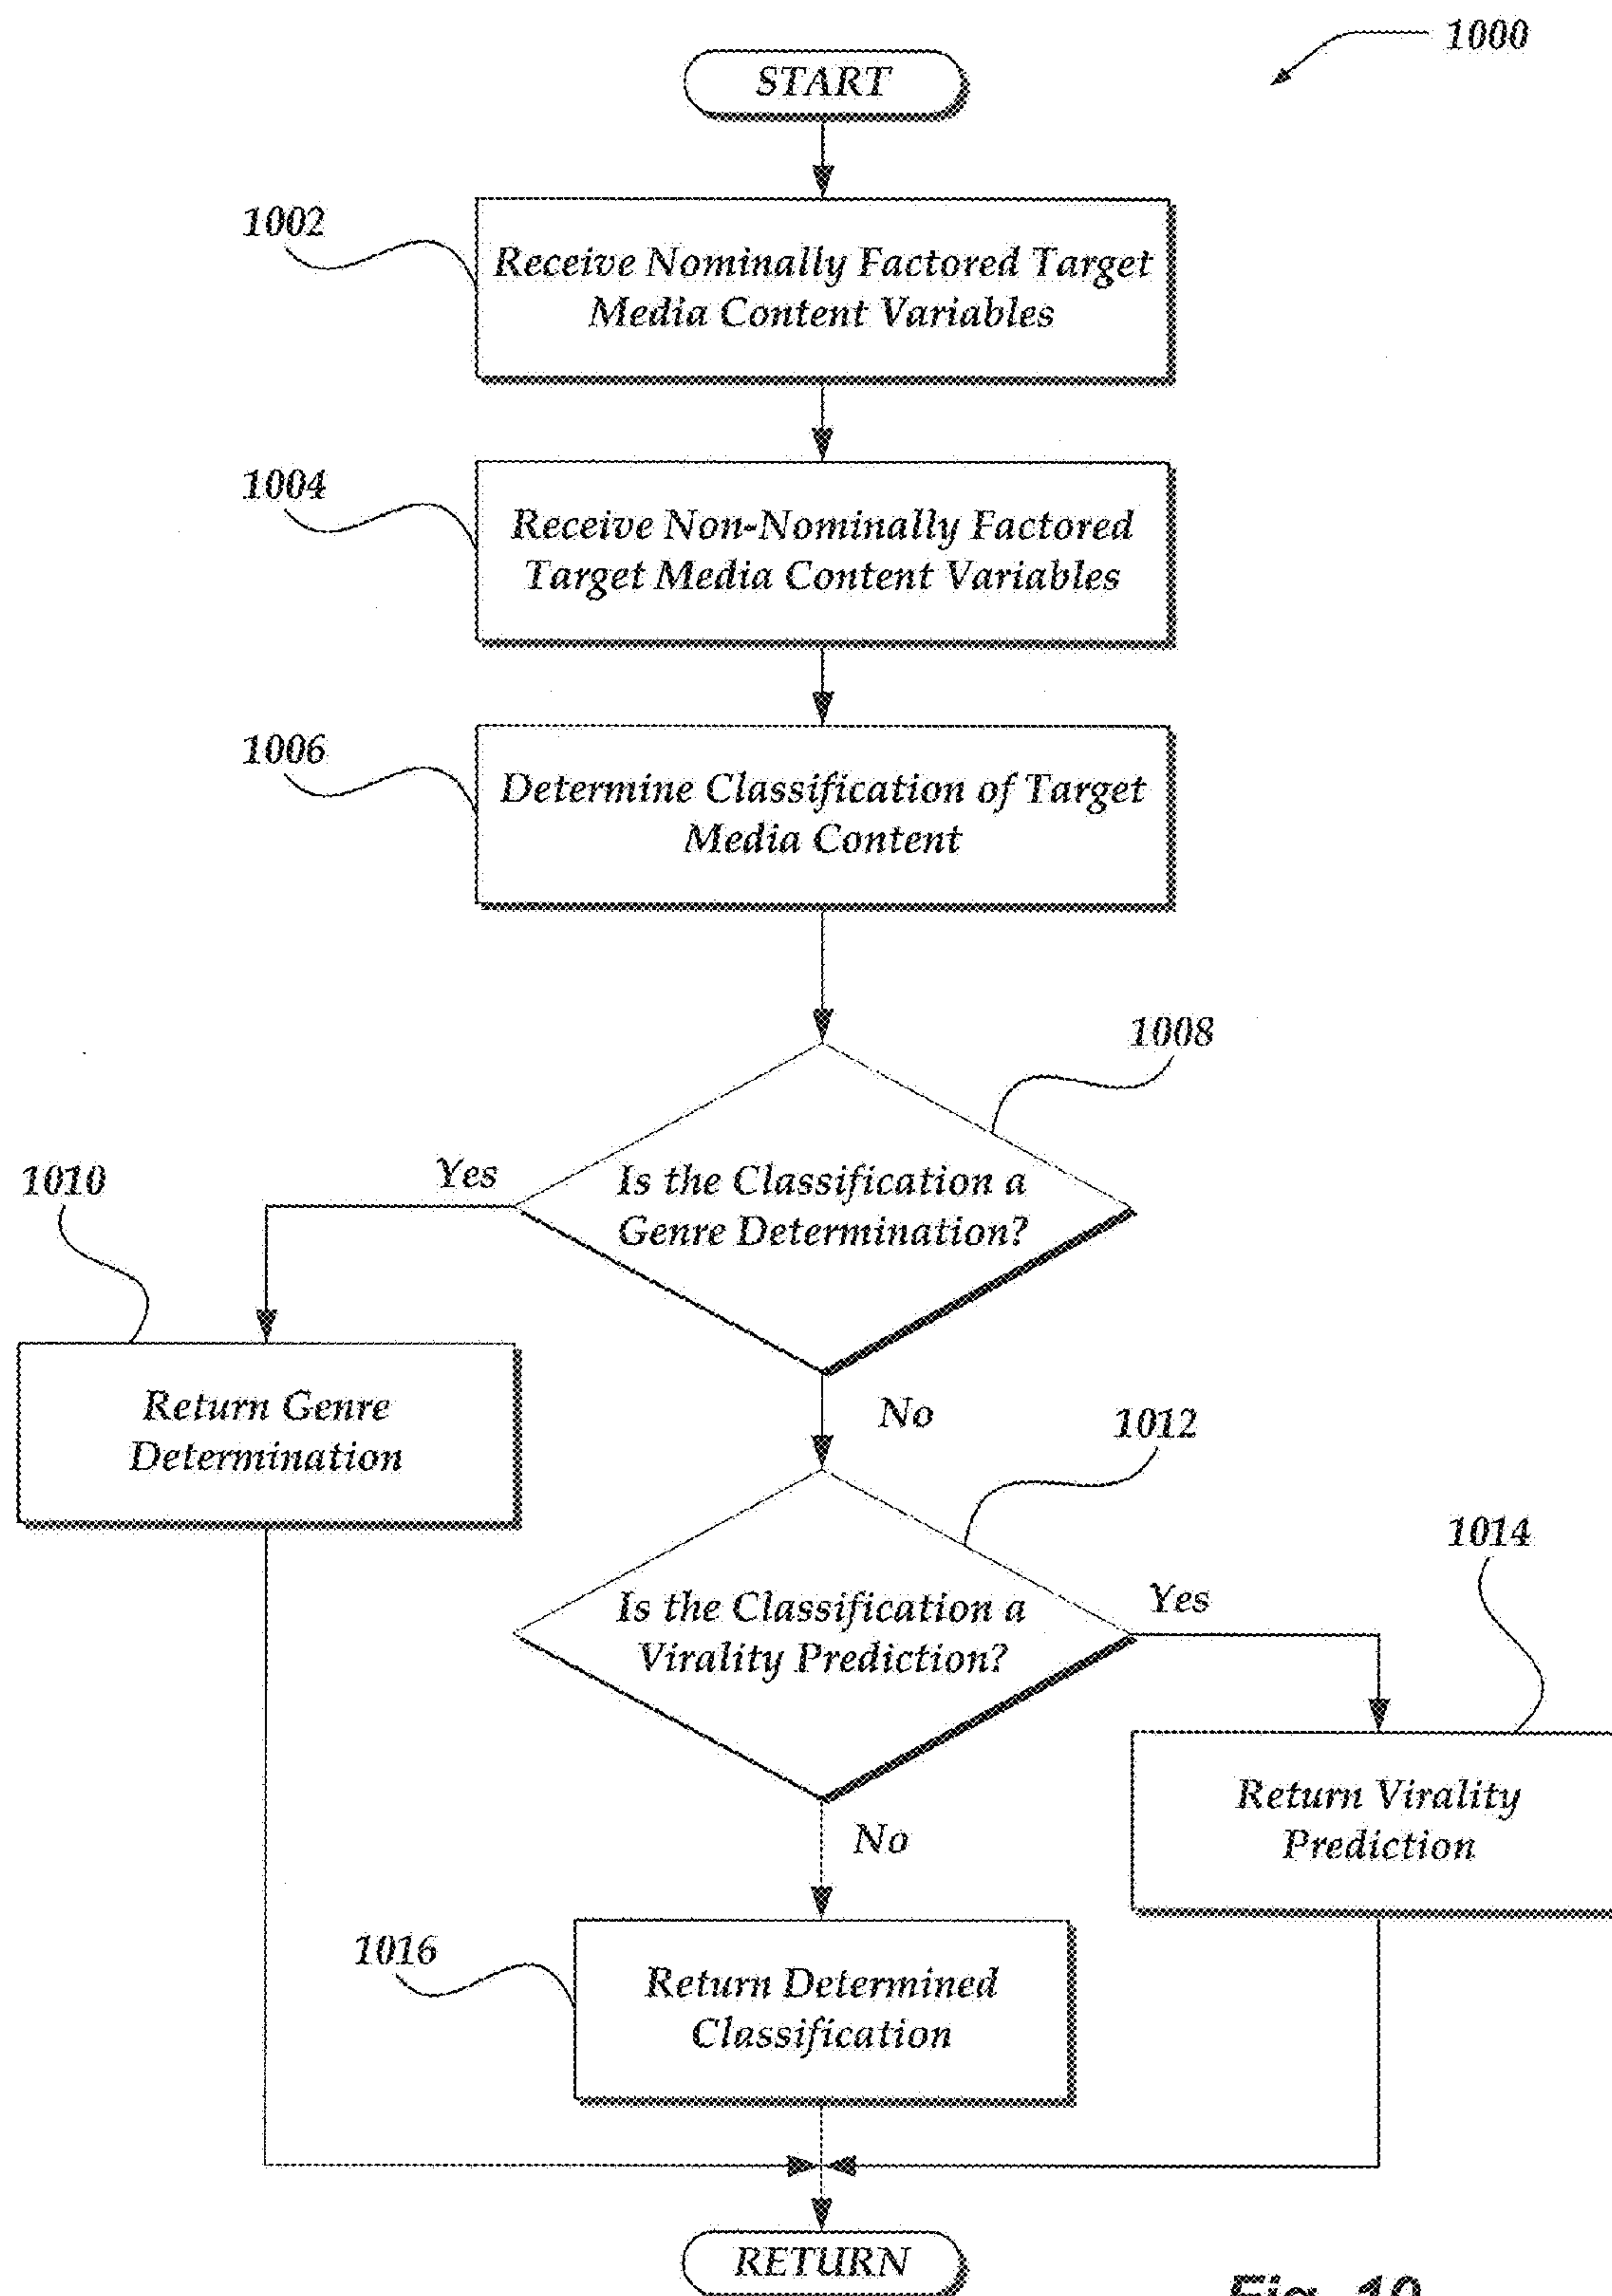 1000
START
1002
Receive Nominally Factored Target
Media Content Variables
1004
Receive Non-Nominally Factored
Target Media Content Variables
1006
Determine Classification of Target
Media Content
1008
Is the Classification a
Genre Determination?
Yes
1010
Return Genre
Determination
No
1012
Is the Classification a
Virality Prediction?
Yes
1014
Return Virality
Prediction
No
1016
Return Determined
Classification
RETURN
Fig. 10